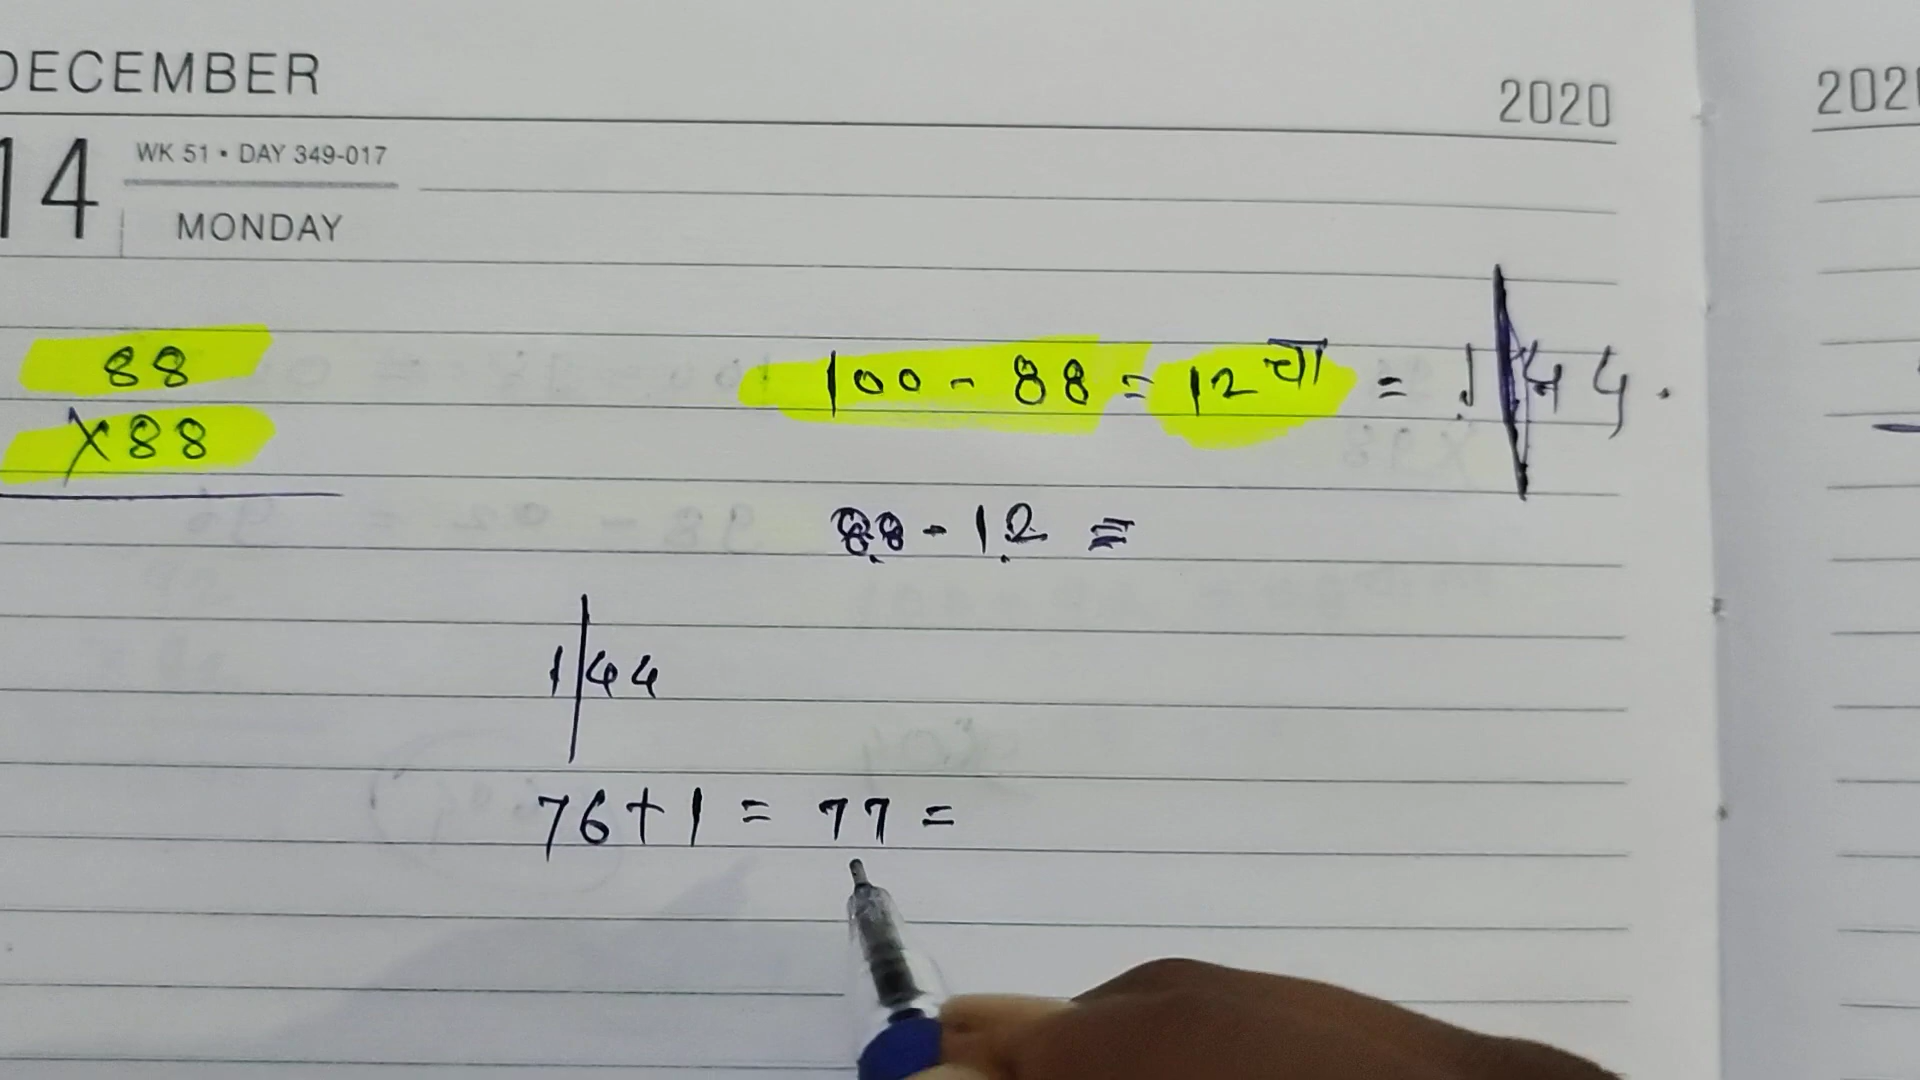 DECEMBER 2020
14 WK 51 • DAY 349-017
MONDAY
88
X88
100 - 88 = 12 वा = 1|44.
88 - 12 =
1|44
76+1 = 77 =
202